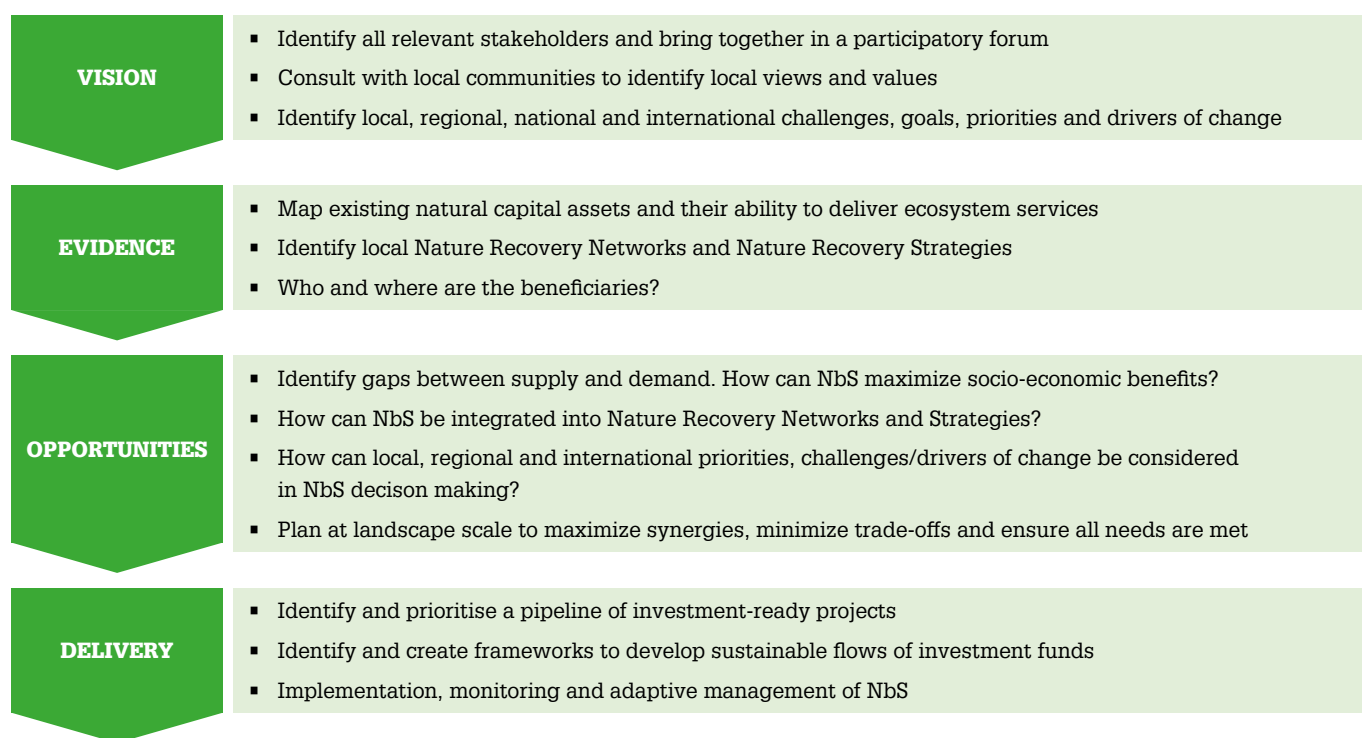 VISION
▪ Identify all relevant stakeholders and bring together in a participatory forum
▪ Consult with local communities to identify local views and values
▪ Identify local, regional, national and international challenges, goals, priorities and drivers of change
EVIDENCE
▪ Map existing natural capital assets and their ability to deliver ecosystem services
▪ Identify local Nature Recovery Networks and Nature Recovery Strategies
▪ Who and where are the beneficiaries?
OPPORTUNITIES
▪ Identify gaps between supply and demand. How can NbS maximize socio-economic benefits?
▪ How can NbS be integrated into Nature Recovery Networks and Strategies?
▪ How can local, regional and international priorities, challenges/drivers of change be considered
in NbS decison making?
▪ Plan at landscape scale to maximize synergies, minimize trade-offs and ensure all needs are met
DELIVERY
▪ Identify and prioritise a pipeline of investment-ready projects
▪ Identify and create frameworks to develop sustainable flows of investment funds
▪ Implementation, monitoring and adaptive management of NbS